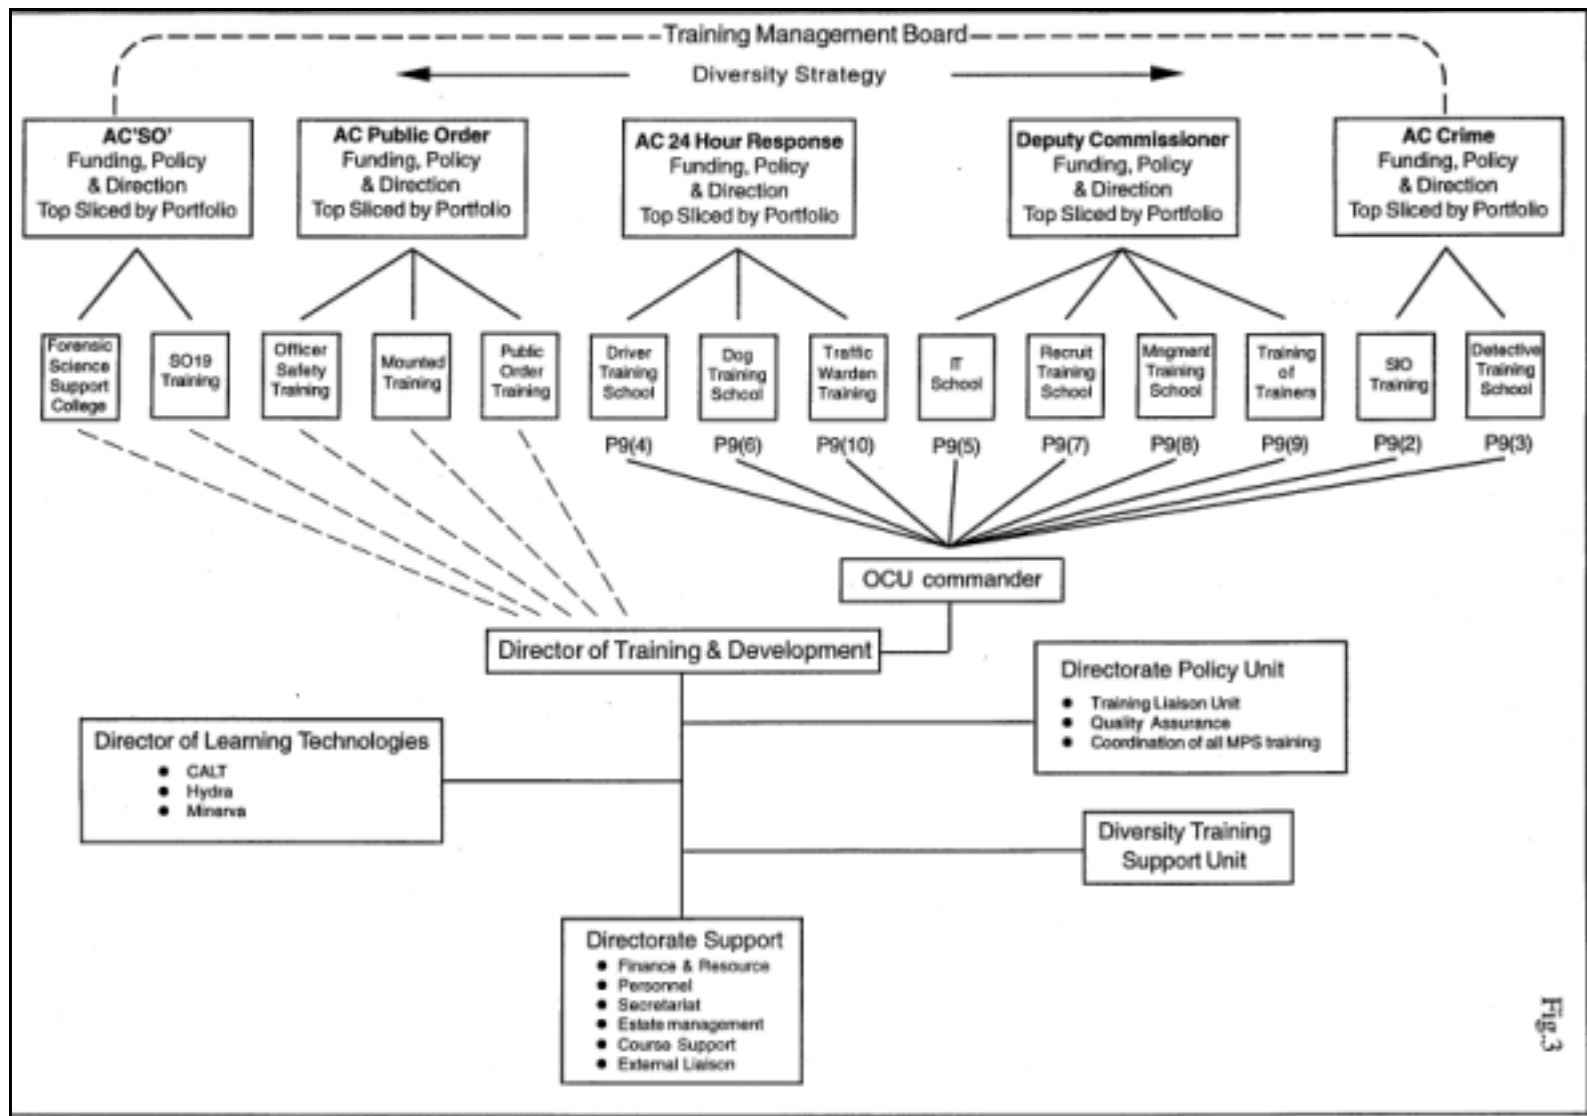 Training Management Board
Diversity Strategy
AC'SO'
Funding, Policy
& Direction
Top Sliced by Portfolio
AC Public Order
Funding, Policy
& Direction
Top Sliced by Portfolio
AC 24 Hour Response
Funding, Policy
& Direction
Top Sliced by Portfolio
Deputy Commissioner
Funding, Policy
& Direction
Top Sliced by Portfolio
AC Crime
Funding, Policy
& Direction
Top Sliced by Portfolio
Forensic
Science
Support
College
SO19
Training
Officer
Safety
Training
Mounted
Training
Public
Order
Training
Driver
Training
School
Dog
Training
School
Traffic
Warden
Training
IT
School
Recruit
Training
School
Mngment
Training
School
Training
of
Trainers
SIO
Training
Detective
Training
School
P9(4)
P9(6)
P9(10)
P9(5)
P9(7)
P9(8)
P9(9)
P9(2)
P9(3)
OCU commander
Director of Training & Development
Directorate Policy Unit
● Training Liaison Unit
● Quality Assurance
● Coordination of all MPS training
Director of Learning Technologies
● CALT
● Hydra
● Minerva
Diversity Training
Support Unit
Directorate Support
● Finance & Resource
● Personnel
● Secretariat
● Estate management
● Course Support
● External Liaison
Fig.3